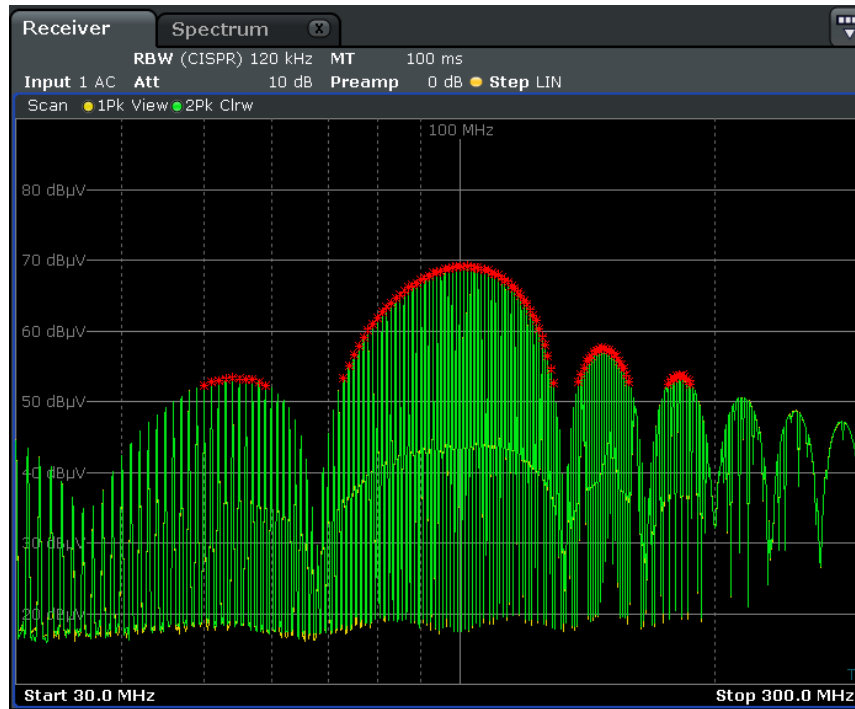 Receiver Spectrum X
RBW (CISPR) 120 kHz MT 100 ms
Input 1 AC Att 10 dB Preamp 0 dB Step LIN
Scan 1Pk View 2Pk Clrw
100 MHz
80 dBµV
70 dBµV
60 dBµV
50 dBµV
40 dBµV
30 dBµV
20 dBµV
T
Start 30.0 MHz Stop 300.0 MHz